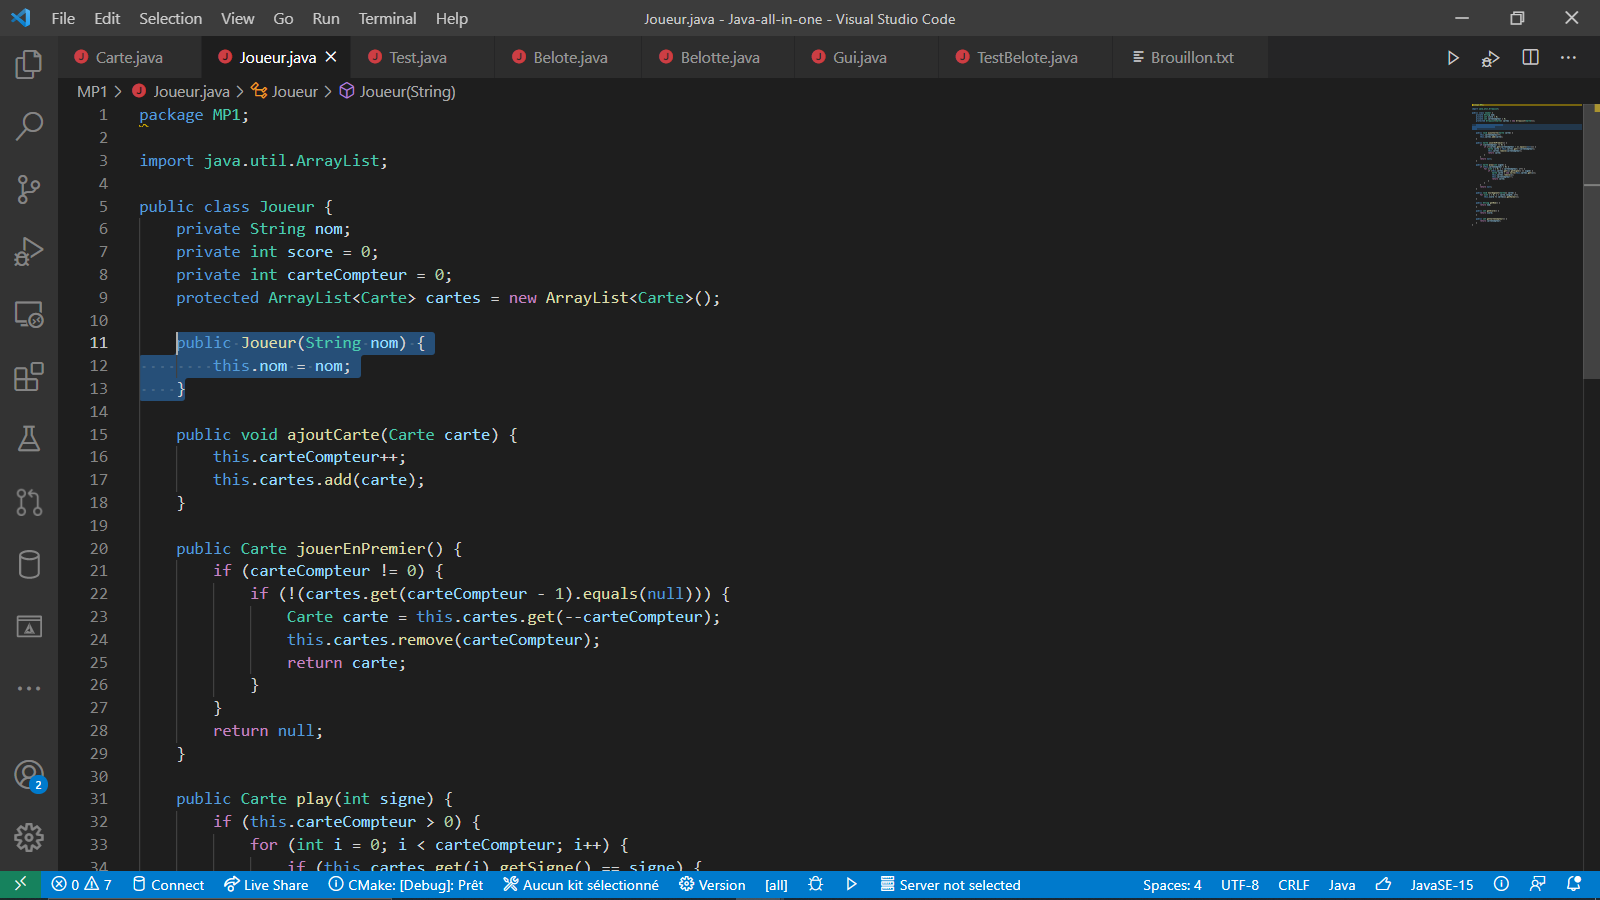 File Edit Selection View Go Run Terminal Help Joueur.java - Java-all-in-one - Visual Studio Code
Carte.java Joueur.java Test.java Belote.java Belotte.java Gui.java TestBelote.java Brouillon.txt
MP1 > Joueur.java > Joueur > Joueur(String)
1 package MP1;
2
3 import java.util.ArrayList;
4
5 public class Joueur {
6 private String nom;
7 private int score = 0;
8 private int carteCompteur = 0;
9 protected ArrayList<Carte> cartes = new ArrayList<Carte>();
10
11 public Joueur(String nom) {
12 this.nom = nom;
13 }
14
15 public void ajoutCarte(Carte carte) {
16 this.carteCompteur++;
17 this.cartes.add(carte);
18 }
19
20 public Carte jouerEnPremier() {
21 if (carteCompteur != 0) {
22 if (!(cartes.get(carteCompteur - 1).equals(null))) {
23 Carte carte = this.cartes.get(--carteCompteur);
24 this.cartes.remove(carteCompteur);
25 return carte;
26 }
27 }
28 return null;
29 }
30
31 public Carte play(int signe) {
32 if (this.carteCompteur > 0) {
33 for (int i = 0; i < carteCompteur; i++) {
34 if (this.cartes.get(i).getSigne() == signe) {
2
0 7 Connect Live Share CMake: [Debug]: Prêt Aucun kit sélectionné Version [all] Server not selected Spaces: 4 UTF-8 CRLF Java JavaSE-15